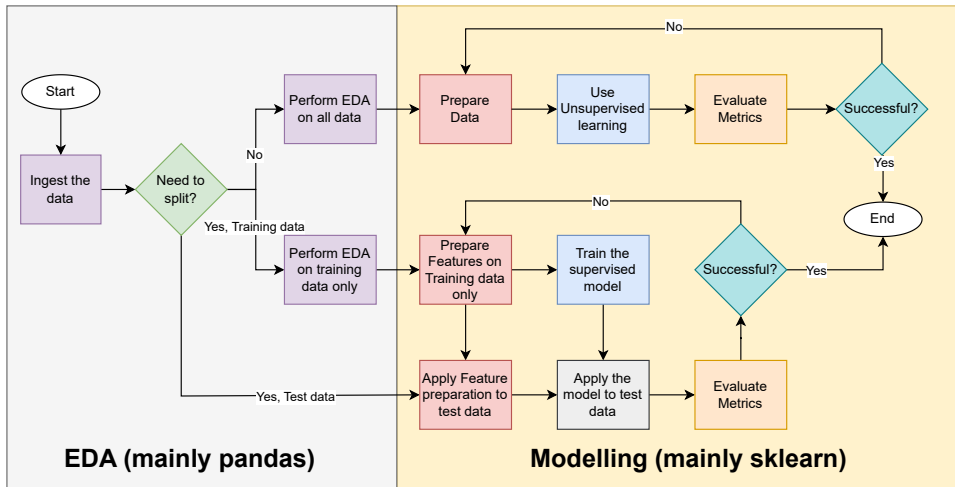 No
Start
Perform EDA
on all data
Prepare
Data
Use
Unsupervised
learning
Evaluate
Metrics
Successful?
No
Yes
Ingest the
data
Need to
split?
End
Yes, Training data
No
Perform EDA
on training
data only
Prepare
Features on
Training data
only
Train the
supervised
model
Successful?
Yes
Apply Feature
preparation to
test data
Apply the
model to test
data
Evaluate
Metrics
Yes, Test data
EDA (mainly pandas)
Modelling (mainly sklearn)